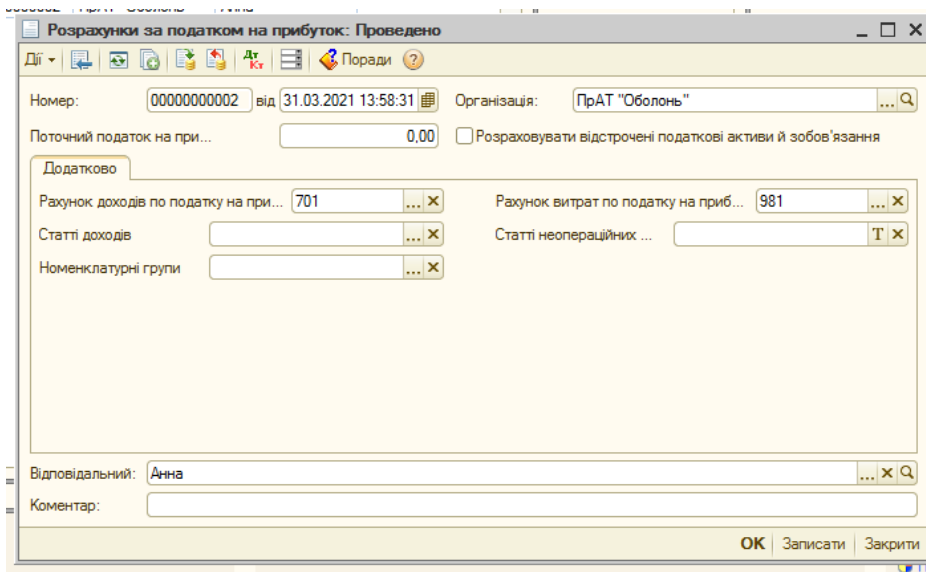 Розрахунки за податком на прибуток: Проведено
Дії Дт Кт Поради ?
Номер: 00000000002 від 31.03.2021 13:58:31 Організація: ПрАТ "Оболонь" ...
Поточний податок на при... 0,00 Розраховувати відстрочені податкові активи й зобов'язання
Додатково
Рахунок доходів по податку на при... 701 ... Рахунок витрат по податку на приб... 981 ...
Статті доходів ... Статті неопераційних ... T
Номенклатурні групи ...
Відповідальний: Анна ...
Коментар:
OK Записати Закрити